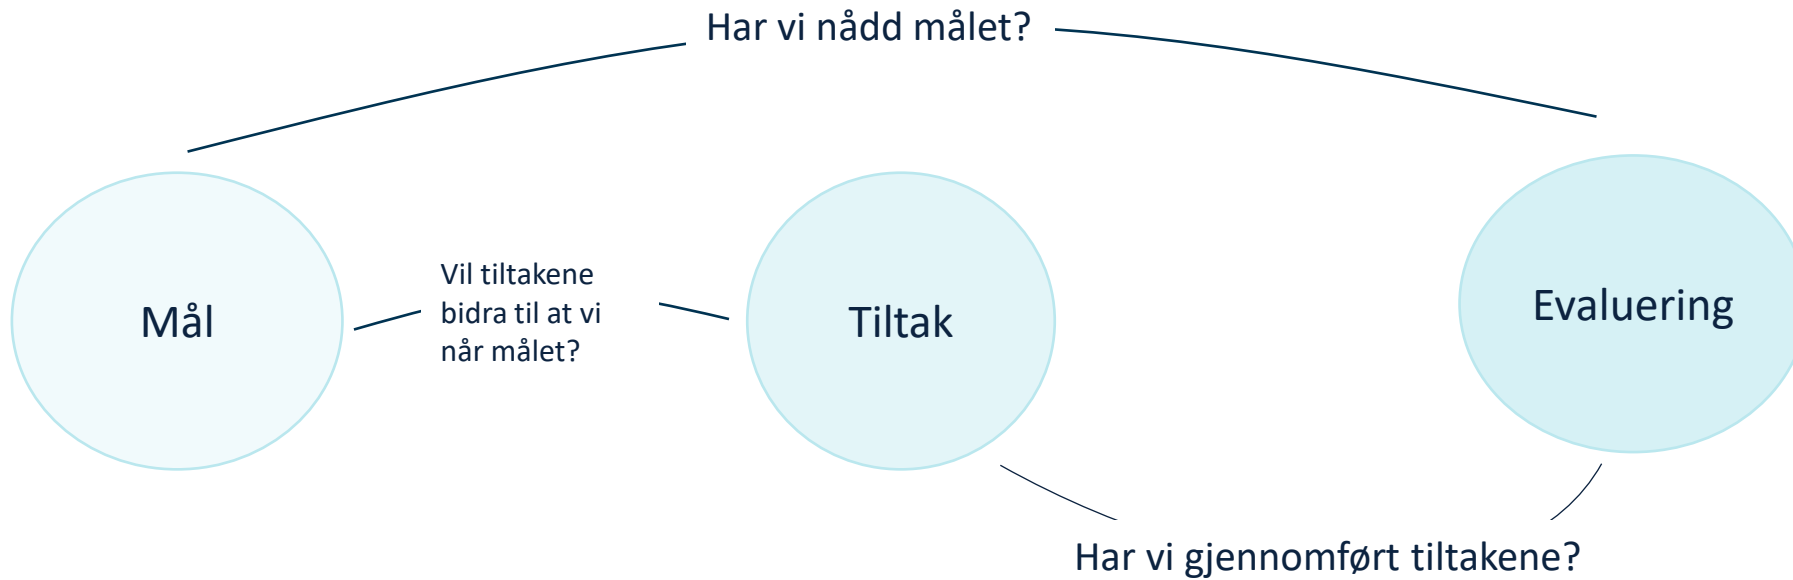 Har vi nådd målet?
Mål
Vil tiltakene
bidra til at vi
når målet?
Tiltak
Evaluering
Har vi gjennomført tiltakene?